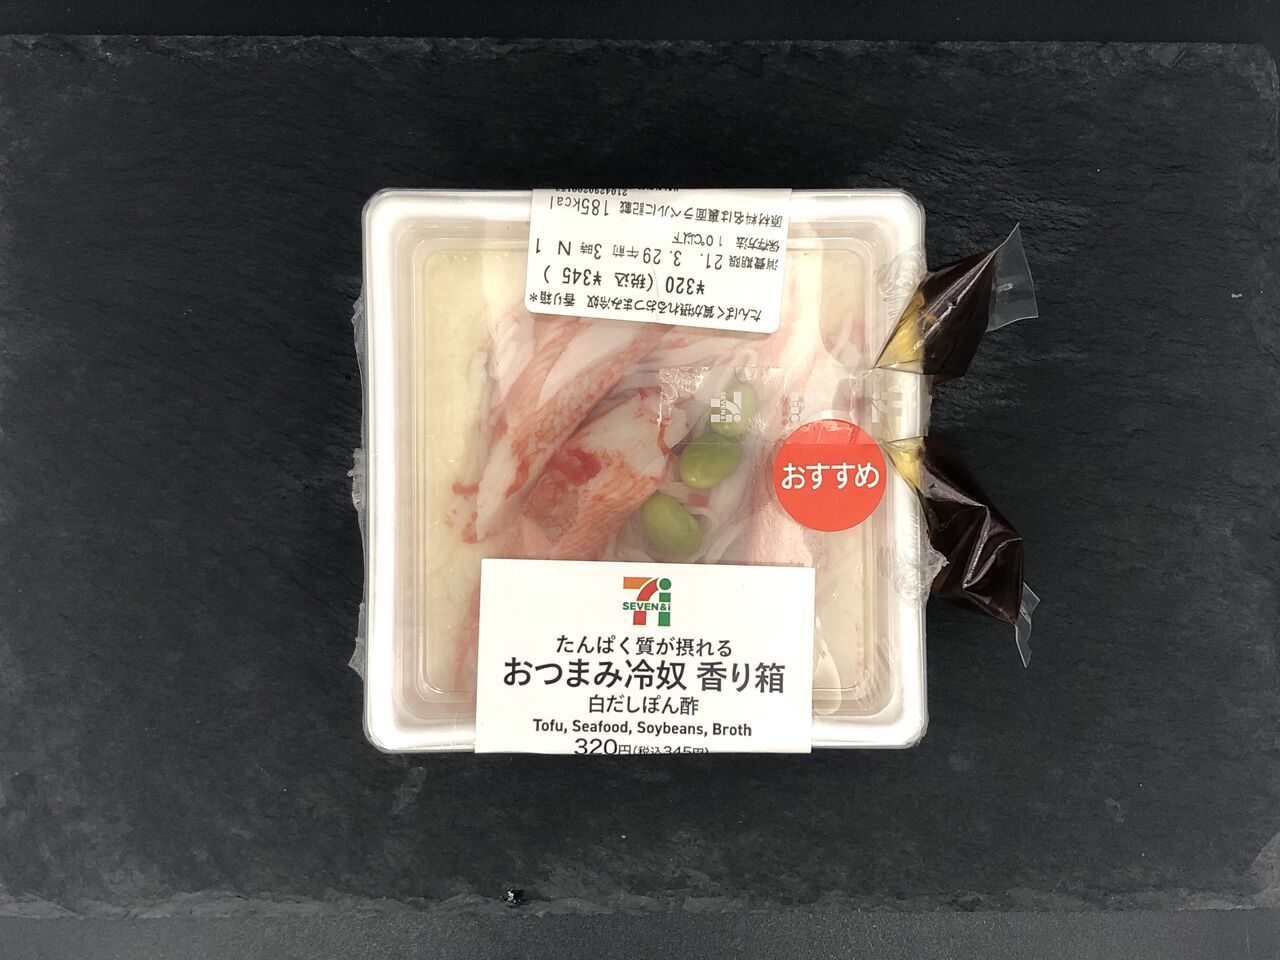 たんぱく質が摂れるおつまみ冷奴 香り箱*
¥320 (税込 ¥345 )
消費期限 21. 3. 29 午前 3時 N 1
保存方法 10℃以下
原材料名は裏面ラベルに記載 185kcal
SEVEN&i
おすすめ
SEVEN&i
たんぱく質が摂れる
おつまみ冷奴 香り箱
白だしぽん酢
Tofu, Seafood, Soybeans, Broth
320円(税込345円)